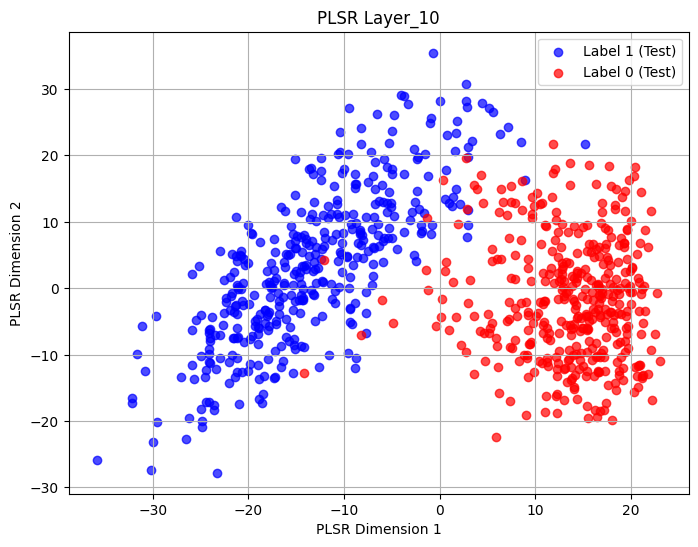 PLSR Layer_10
Label 1 (Test)
Label 0 (Test)
PLSR Dimension 2
30
20
10
0
−10
−20
−30
−30
−20
−10
0
10
20
PLSR Dimension 1